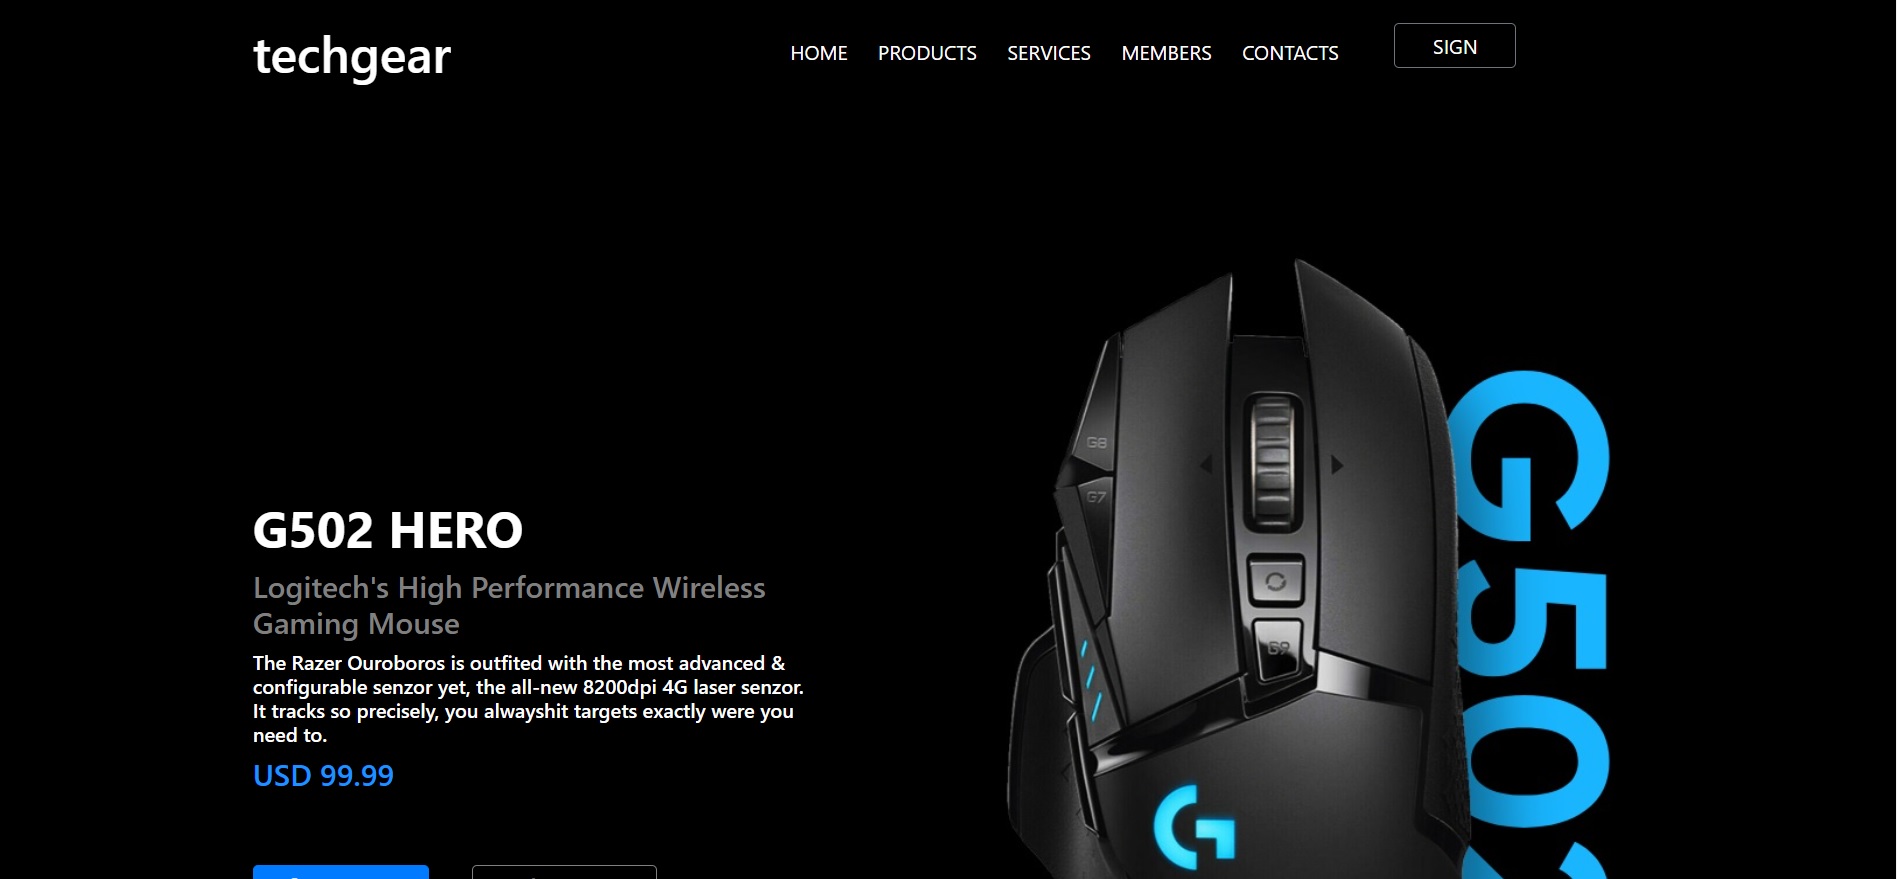 techgear
HOME PRODUCTS SERVICES MEMBERS CONTACTS SIGN
G502 HERO
Logitech's High Performance Wireless
Gaming Mouse
The Razer Ouroboros is outfited with the most advanced &
configurable senzor yet, the all-new 8200dpi 4G laser senzor.
It tracks so precisely, you alwayshit targets exactly were you
need to.
USD 99.99
G8
G7
G9
G
G502